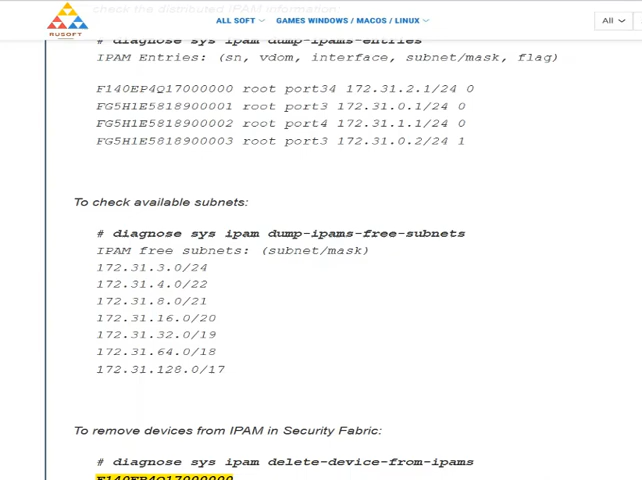 check the distributed IPAM information:
RUSOFT
ALL SOFT
GAMES WINDOWS / MACOS / LINUX
All
# diagnose sys ipam dump-ipams-entries
IPAM Entries: (sn, vdom, interface, subnet/mask, flag)
F140EP4Q17000000 root port34 172.31.2.1/24 0
FG5H1E5818900001 root port3 172.31.0.1/24 0
FG5H1E5818900002 root port4 172.31.1.1/24 0
FG5H1E5818900003 root port3 172.31.0.2/24 1
To check available subnets:
# diagnose sys ipam dump-ipams-free-subnets
IPAM free subnets: (subnet/mask)
172.31.3.0/24
172.31.4.0/22
172.31.8.0/21
172.31.16.0/20
172.31.32.0/19
172.31.64.0/18
172.31.128.0/17
To remove devices from IPAM in Security Fabric:
# diagnose sys ipam delete-device-from-ipams
F140EP4Q17000000